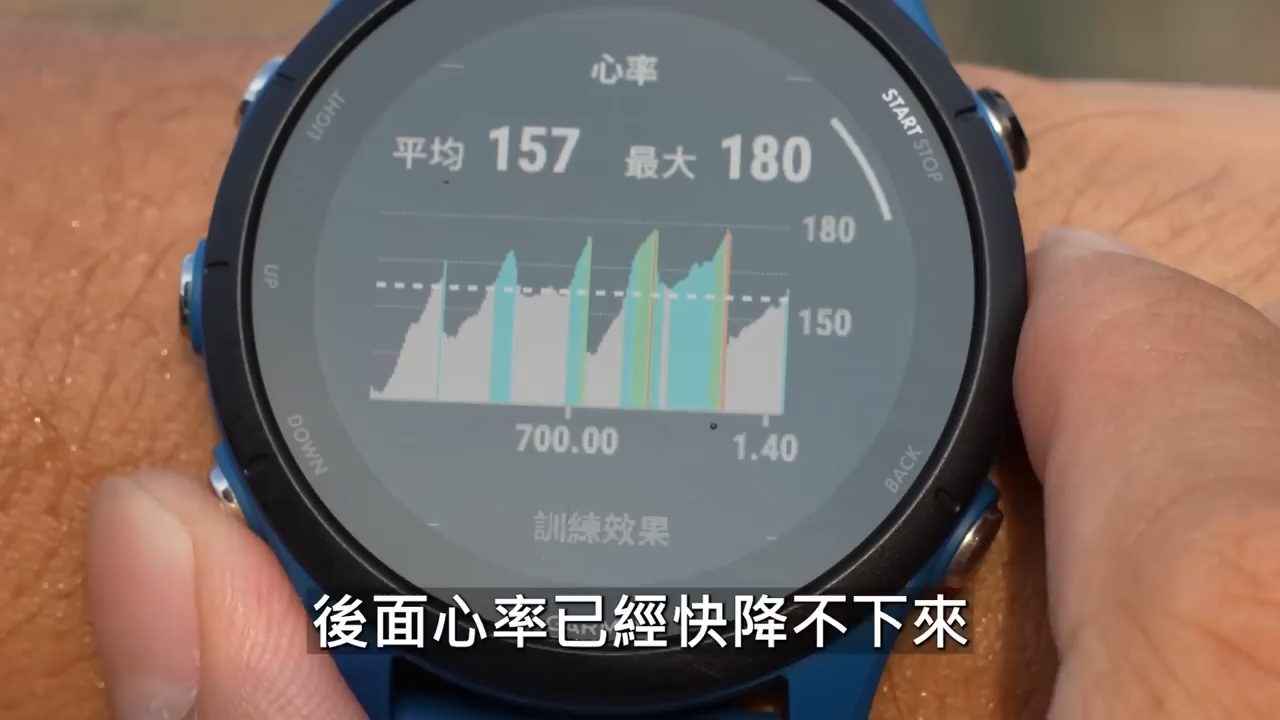 心率
LIGHT
START STOP
平均 157 最大 180
180
UP
150
700.00 1.40
DOWN
BACK
訓練效果
後面心率已經快降不下來